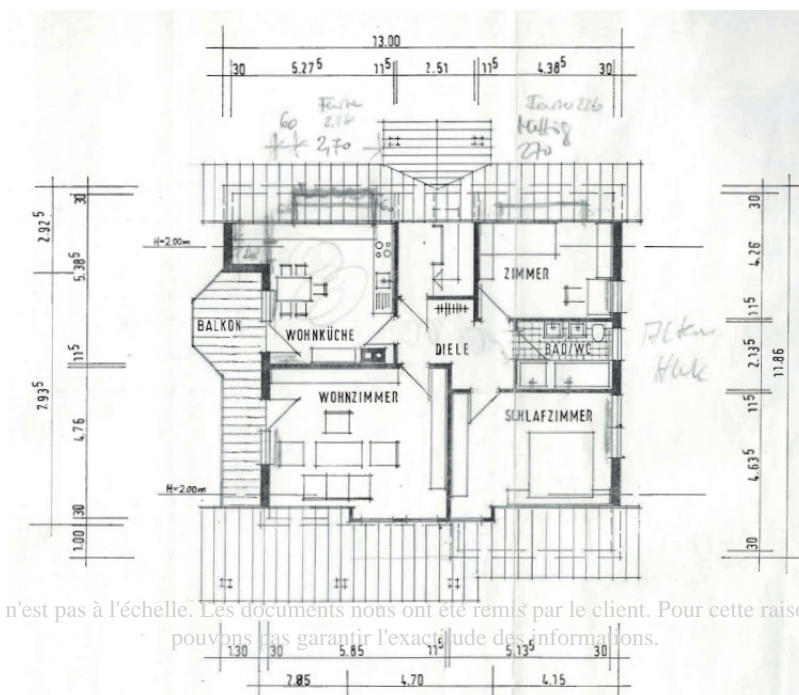 13.00
30 5.27⁵ 11⁵ 2.51 11⁵ 4.38⁵ 30
60 2,70
270
2.92⁵
7.93⁵
30
5.38⁵
11⁵
4.76
30
1.00
H=2.00m
BALKON
WOHNKÜCHE
DIELE
ZIMMER
BAD/WC
WOHNZIMMER
SCHLAFZIMMER
H=2.00m
30
4.26
11⁵
2.13⁵
11⁵
4.63⁵
30
11.86
n'est pas à l'échelle. Les documents nous ont été remis par le client. Pour cette raiso
pouvons pas garantir l'exactitude des informations.
1.30 30 5.85 11⁵ 5.13⁵ 30
2.85 4.70 4.15